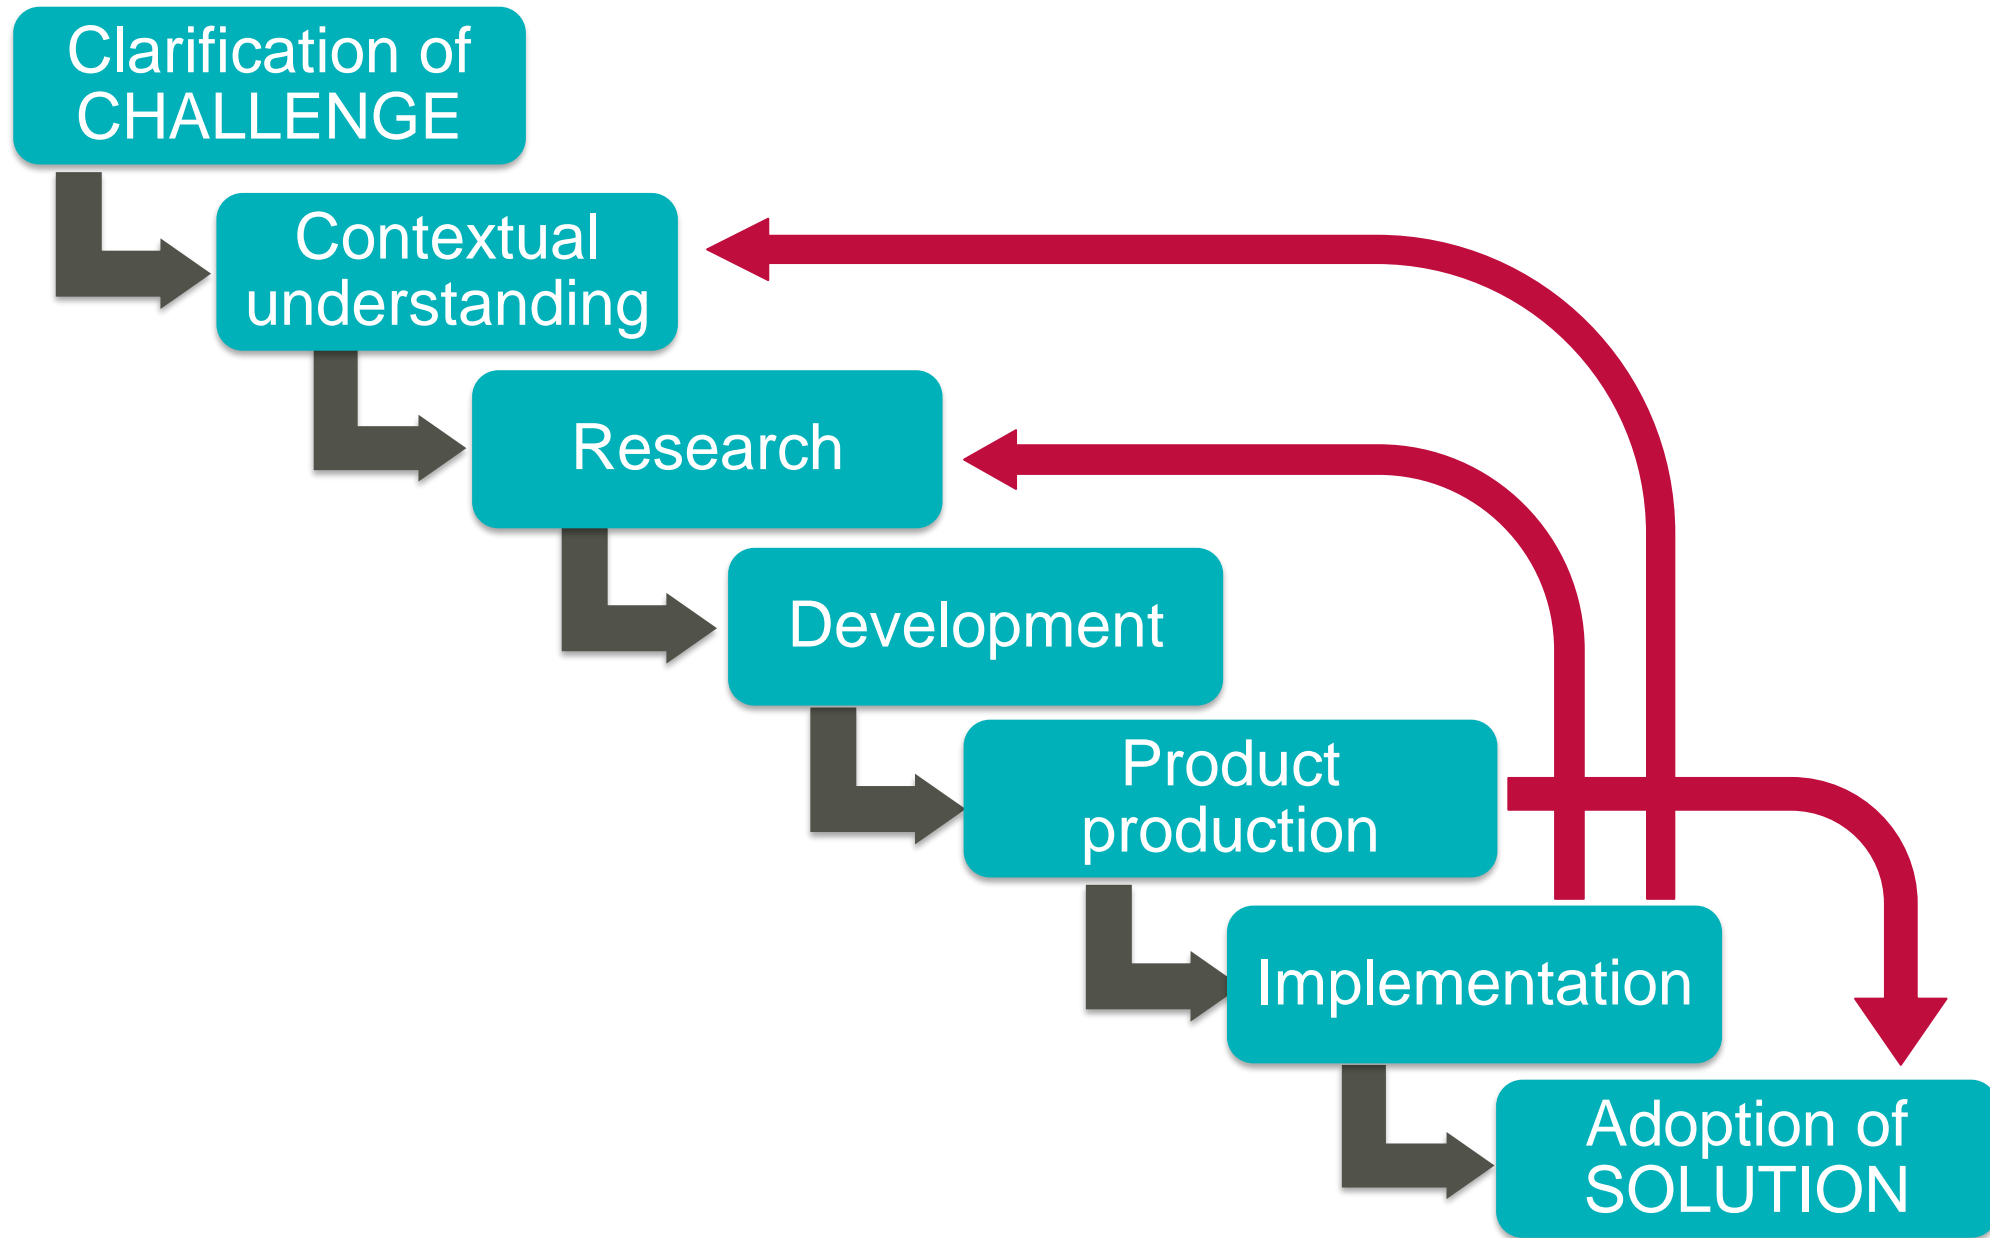 Clarification of
CHALLENGE
Contextual
understanding
Research
Development
Product
production
Implementation
Adoption of
SOLUTION